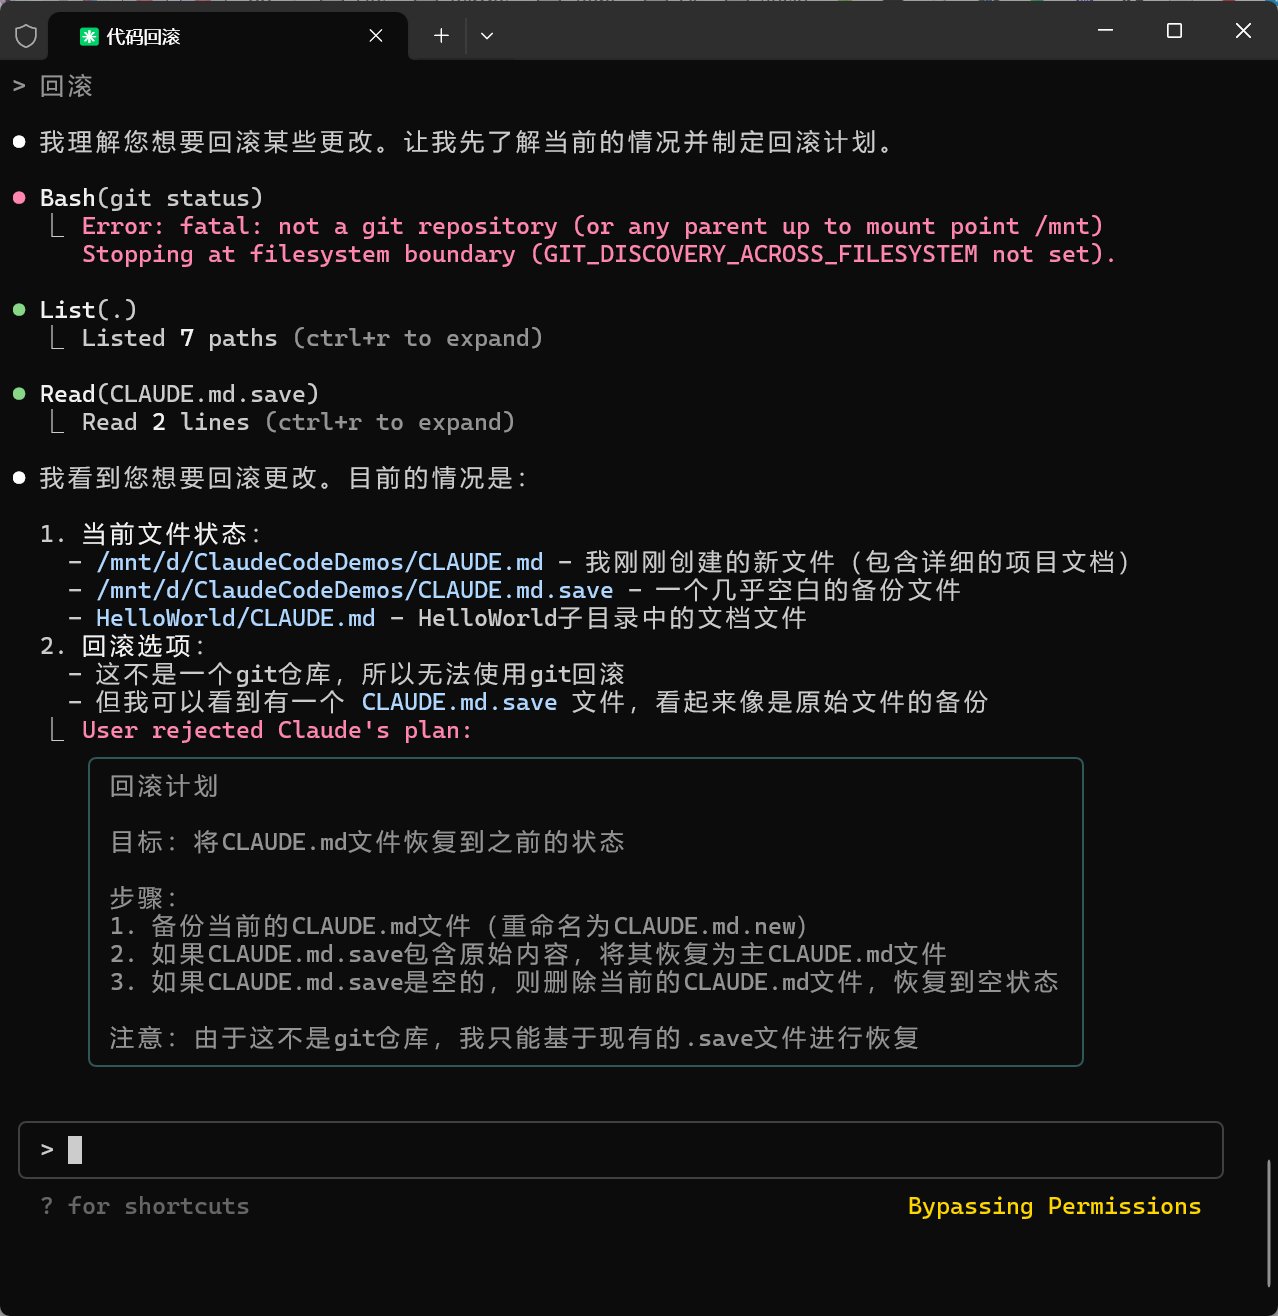 代码回滚
> 回滚
● 我理解您想要回滚某些更改。让我先了解当前的情况并制定回滚计划。
● Bash(git status)
⎿ Error: fatal: not a git repository (or any parent up to mount point /mnt)
Stopping at filesystem boundary (GIT_DISCOVERY_ACROSS_FILESYSTEM not set).
● List(.)
⎿ Listed 7 paths (ctrl+r to expand)
● Read(CLAUDE.md.save)
⎿ Read 2 lines (ctrl+r to expand)
● 我看到您想要回滚更改。目前的情况是：
1. 当前文件状态：
- /mnt/d/ClaudeCodeDemos/CLAUDE.md - 我刚刚创建的新文件（包含详细的项目文档）
- /mnt/d/ClaudeCodeDemos/CLAUDE.md.save - 一个几乎空白的备份文件
- HelloWorld/CLAUDE.md - HelloWorld子目录中的文档文件
2. 回滚选项：
- 这不是一个git仓库，所以无法使用git回滚
- 但我可以看到有一个 CLAUDE.md.save 文件，看起来像是原始文件的备份
⎿ User rejected Claude's plan:
回滚计划
目标：将CLAUDE.md文件恢复到之前的状态
步骤：
1. 备份当前的CLAUDE.md文件（重命名为CLAUDE.md.new）
2. 如果CLAUDE.md.save包含原始内容，将其恢复为主CLAUDE.md文件
3. 如果CLAUDE.md.save是空的，则删除当前的CLAUDE.md文件，恢复到空状态
注意：由于这不是git仓库，我只能基于现有的.save文件进行恢复
>
? for shortcuts
Bypassing Permissions